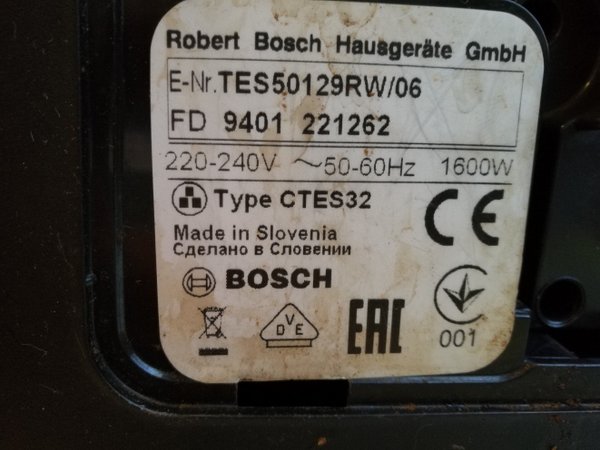 Robert Bosch Hausgeräte GmbH
E-Nr.TES50129RW/06
FD 9401 221262
220-240V ~50-60Hz 1600W
Type CTES32
CE
Made in Slovenia
Сделано в Словении
BOSCH
DVE
EAC
001